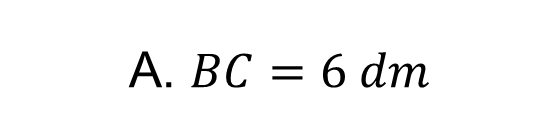 A. BC = 6 dm